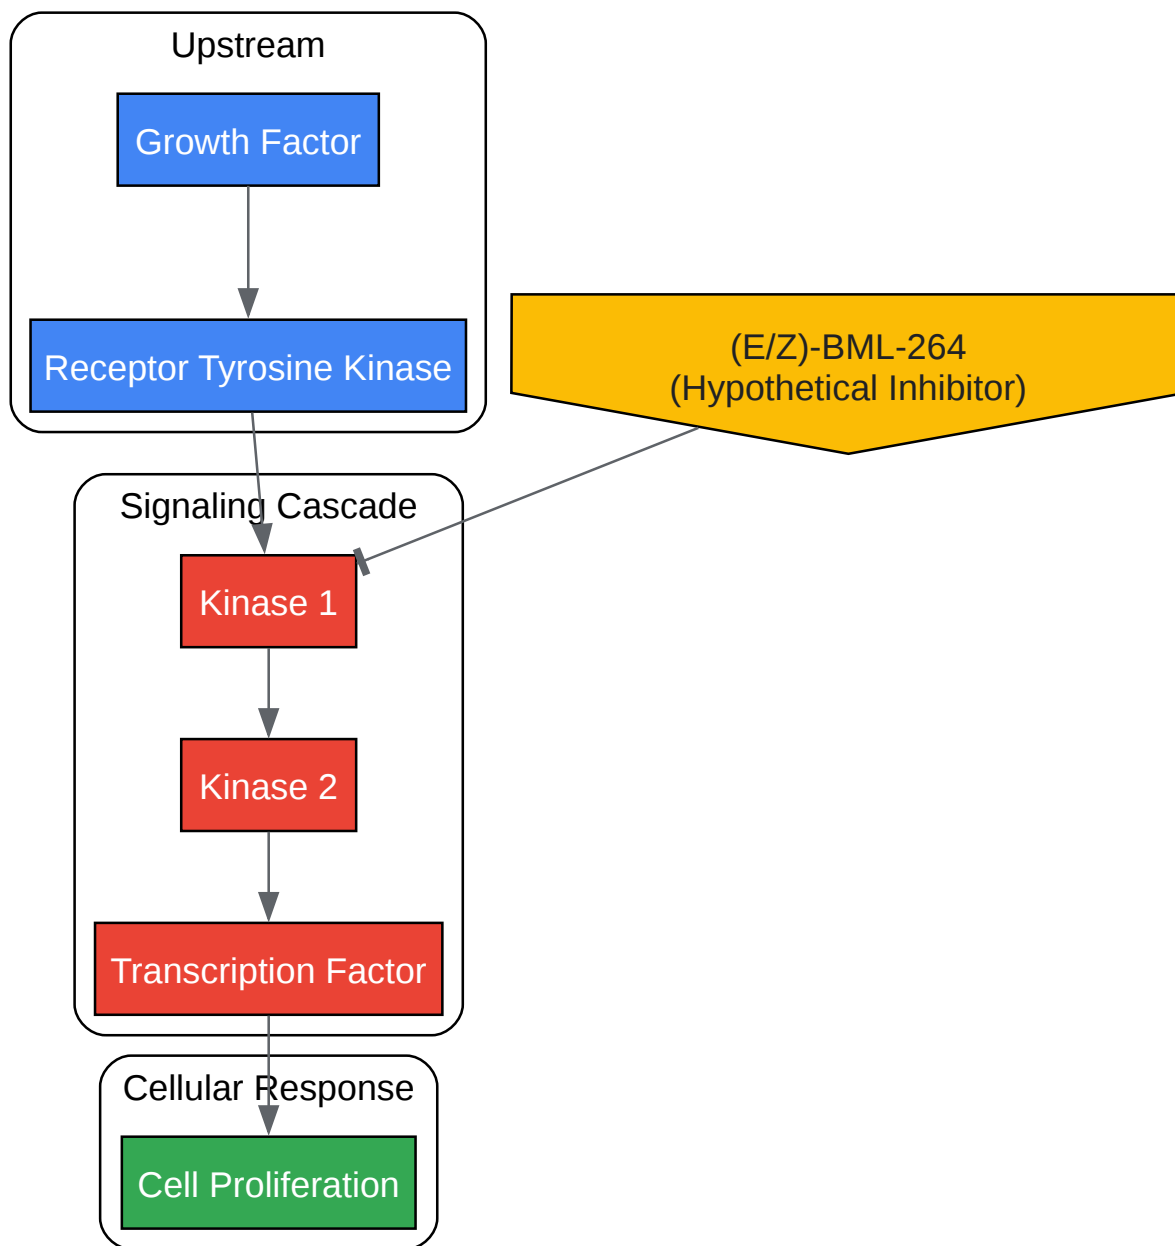 Upstream
Growth Factor
Receptor Tyrosine Kinase
(E/Z)-BML-264
(Hypothetical Inhibitor)
Signaling Cascade
Kinase 1
Kinase 2
Transcription Factor
Cellular Response
Cell Proliferation